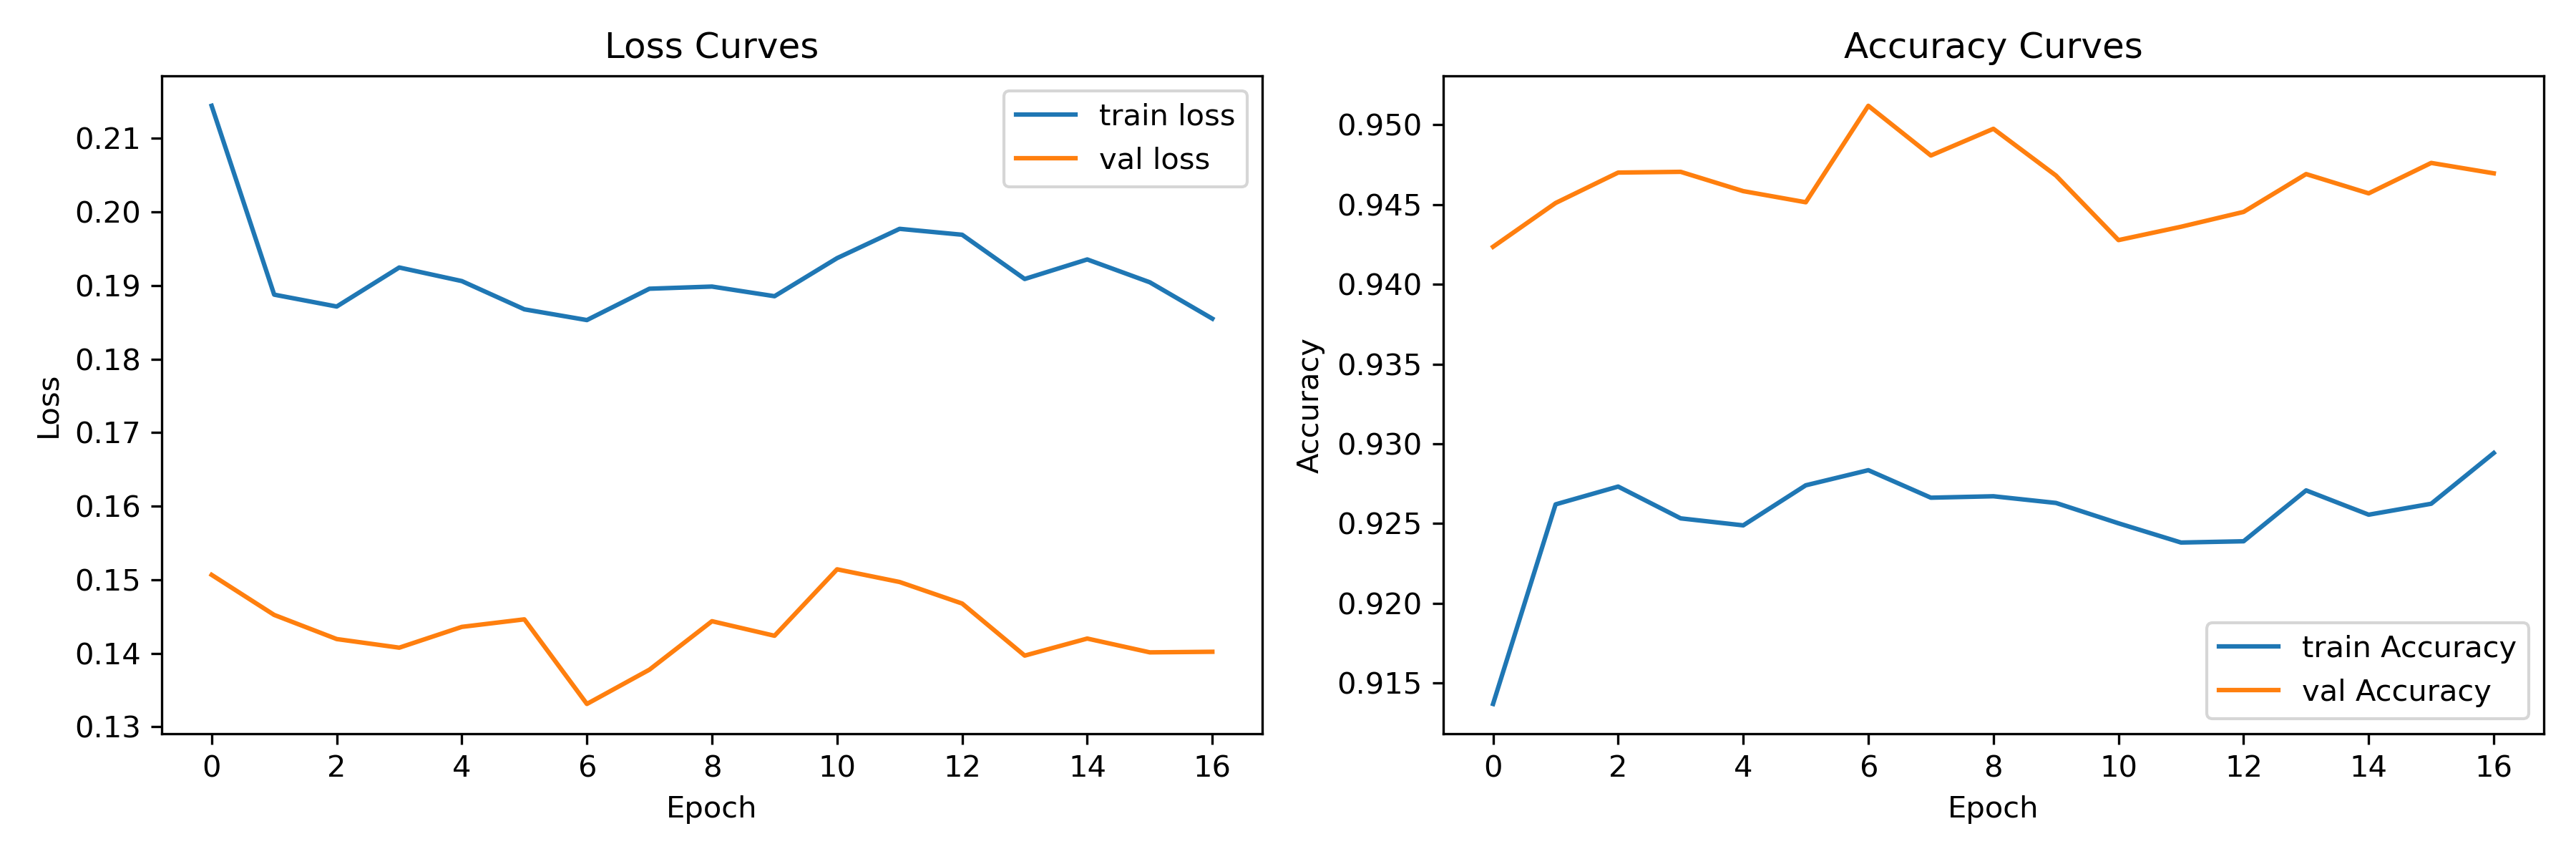 Loss Curves
train loss
val loss
0.21
0.20
0.19
0.18
0.17
0.16
0.15
0.14
0.13
Loss
0 2 4 6 8 10 12 14 16
Epoch
Accuracy Curves
0.950
0.945
0.940
0.935
0.930
0.925
0.920
0.915
Accuracy
train Accuracy
val Accuracy
0 2 4 6 8 10 12 14 16
Epoch